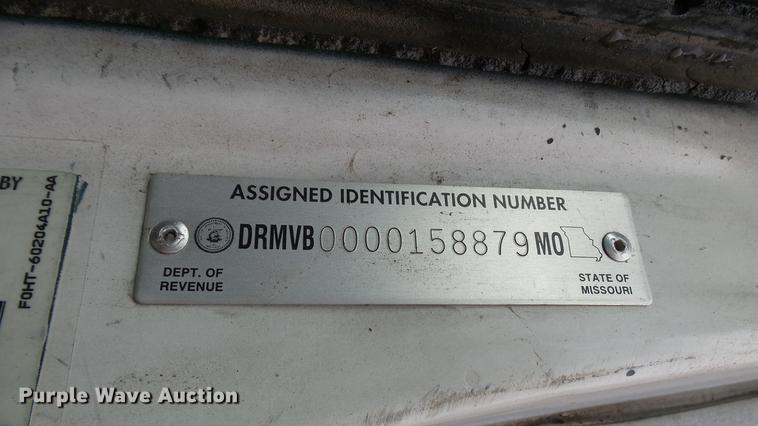 ASSIGNED IDENTIFICATION NUMBER
DRMVB0000158879MO
DEPT. OF
REVENUE
STATE OF
MISSOURI
BY
F0HT-60204A10-AA
Purple Wave Auction